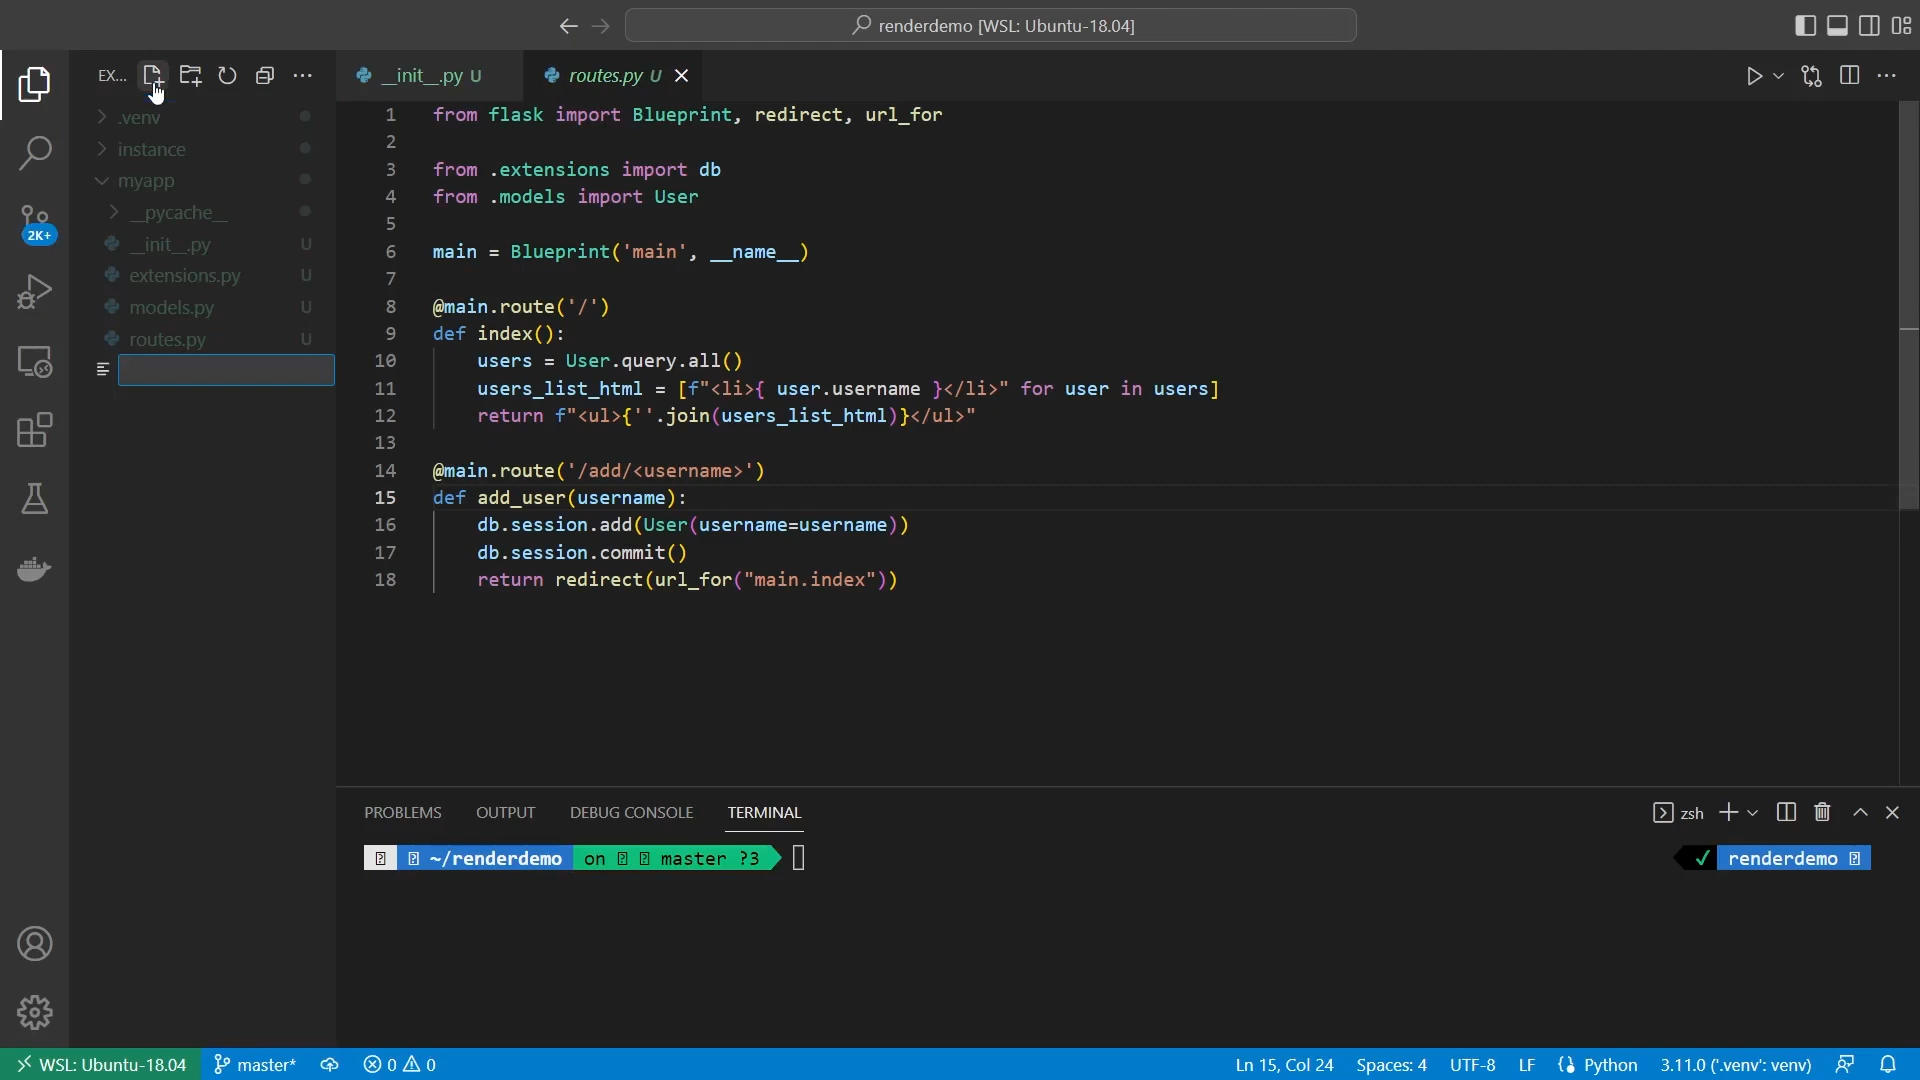 renderdemo [WSL: Ubuntu-18.04]
EX...
.venv
instance
myapp
__pycache__
__init__.py U
extensions.py U
models.py U
routes.py U
2K+
__init__.py U
routes.py U
1 from flask import Blueprint, redirect, url_for
2
3 from .extensions import db
4 from .models import User
5
6 main = Blueprint('main', __name__)
7
8 @main.route('/')
9 def index():
10     users = User.query.all()
11     users_list_html = [f"<li>{ user.username }</li>" for user in users]
12     return f"<ul>{''.join(users_list_html)}</ul>"
13
14 @main.route('/add/<username>')
15 def add_user(username):
16     db.session.add(User(username=username))
17     db.session.commit()
18     return redirect(url_for("main.index"))
PROBLEMS OUTPUT DEBUG CONSOLE TERMINAL
zsh
~/renderdemo on master ?3
✓ renderdemo
WSL: Ubuntu-18.04 master* 0 0
Ln 15, Col 24 Spaces: 4 UTF-8 LF Python 3.11.0 ('.venv': venv)